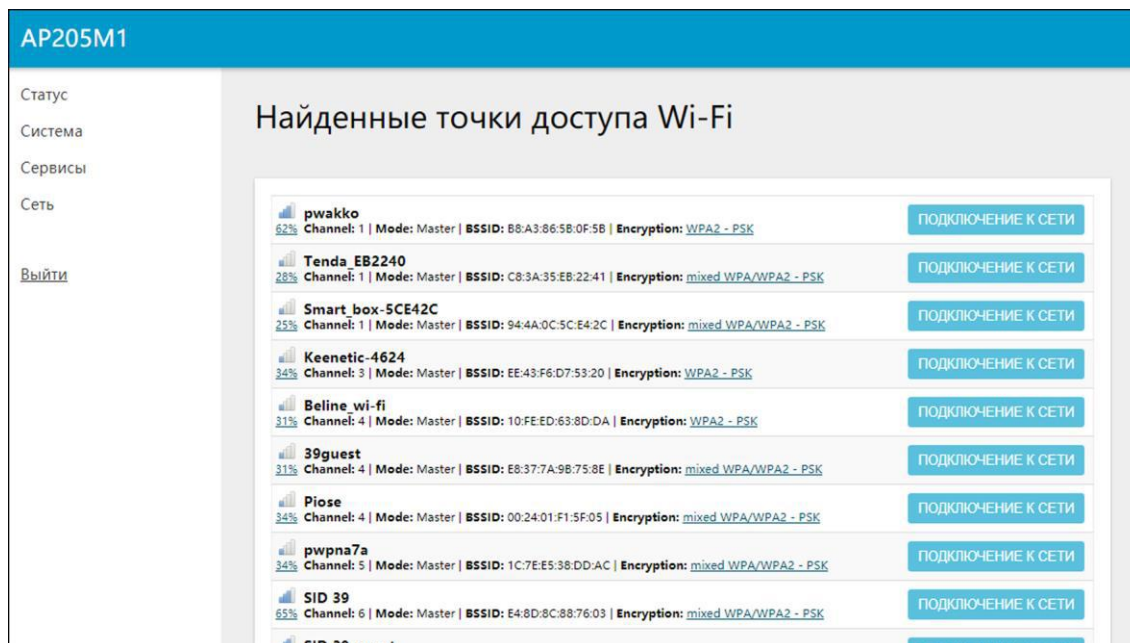 AP205M1
Статус
Система
Сервисы
Сеть
Выйти
Найденные точки доступа Wi-Fi
pwakko
62% Channel: 1 | Mode: Master | BSSID: B8:A3:86:5B:0F:5B | Encryption: WPA2 - PSK
ПОДКЛЮЧЕНИЕ К СЕТИ
Tenda_EB2240
28% Channel: 1 | Mode: Master | BSSID: C8:3A:35:EB:22:41 | Encryption: mixed WPA/WPA2 - PSK
ПОДКЛЮЧЕНИЕ К СЕТИ
Smart_box-5CE42C
25% Channel: 1 | Mode: Master | BSSID: 94:4A:0C:5C:E4:2C | Encryption: mixed WPA/WPA2 - PSK
ПОДКЛЮЧЕНИЕ К СЕТИ
Keenetic-4624
34% Channel: 3 | Mode: Master | BSSID: EE:43:F6:D7:53:20 | Encryption: WPA2 - PSK
ПОДКЛЮЧЕНИЕ К СЕТИ
Beline_wi-fi
31% Channel: 4 | Mode: Master | BSSID: 10:FE:ED:63:8D:DA | Encryption: WPA2 - PSK
ПОДКЛЮЧЕНИЕ К СЕТИ
39guest
31% Channel: 4 | Mode: Master | BSSID: E8:37:7A:9B:75:8E | Encryption: mixed WPA/WPA2 - PSK
ПОДКЛЮЧЕНИЕ К СЕТИ
Piose
34% Channel: 4 | Mode: Master | BSSID: 00:24:01:F1:5F:05 | Encryption: mixed WPA/WPA2 - PSK
ПОДКЛЮЧЕНИЕ К СЕТИ
pwpna7a
34% Channel: 5 | Mode: Master | BSSID: 1C:7E:E5:38:DD:AC | Encryption: mixed WPA/WPA2 - PSK
ПОДКЛЮЧЕНИЕ К СЕТИ
SID 39
65% Channel: 6 | Mode: Master | BSSID: E4:8D:8C:88:76:03 | Encryption: mixed WPA/WPA2 - PSK
ПОДКЛЮЧЕНИЕ К СЕТИ